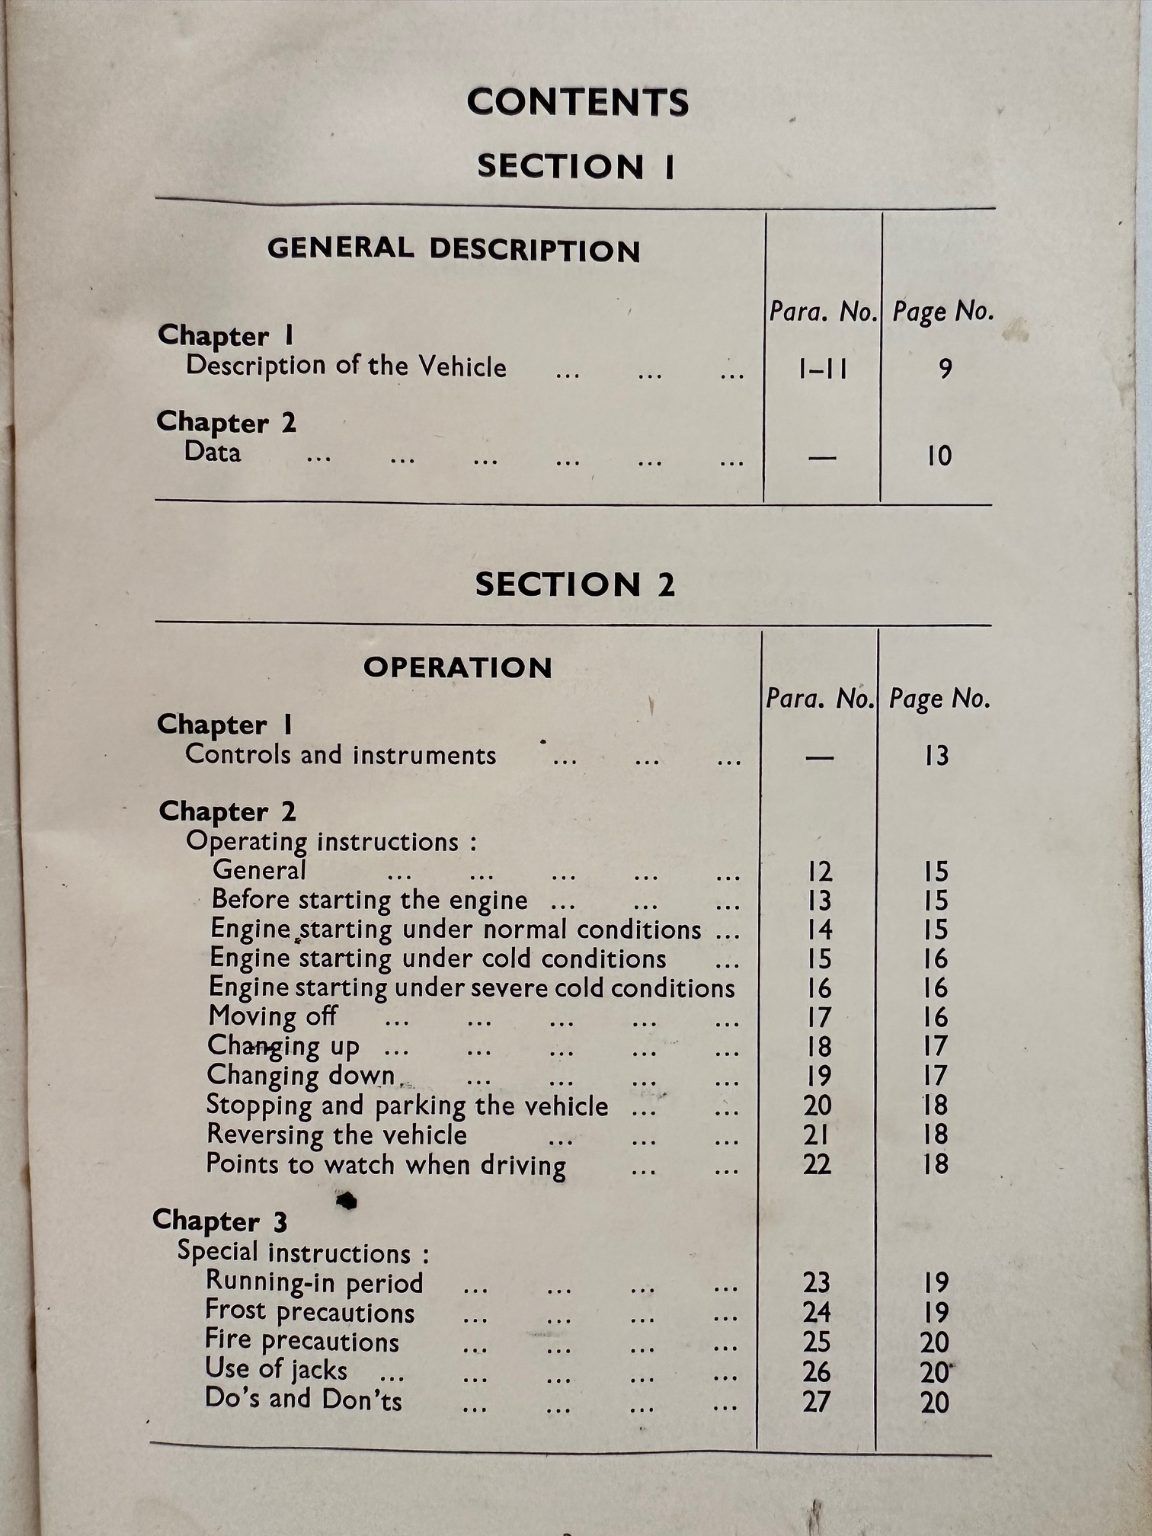 CONTENTS
SECTION 1
GENERAL DESCRIPTION
Para. No. Page No.
Chapter 1
Description of the Vehicle ... ... ... 1–11 9
Chapter 2
Data ... ... ... ... ... ... — 10
SECTION 2
OPERATION
Para. No. Page No.
Chapter 1
Controls and instruments ... ... ... — 13
Chapter 2
Operating instructions :
General ... ... ... ... ... 12 15
Before starting the engine ... ... ... 13 15
Engine starting under normal conditions ... 14 15
Engine starting under cold conditions ... 15 16
Engine starting under severe cold conditions 16 16
Moving off ... ... ... ... ... 17 16
Changing up ... ... ... ... ... 18 17
Changing down ... ... ... ... 19 17
Stopping and parking the vehicle ... ... 20 18
Reversing the vehicle ... ... ... 21 18
Points to watch when driving ... ... 22 18
Chapter 3
Special instructions :
Running-in period ... ... ... ... 23 19
Frost precautions ... ... ... ... 24 19
Fire precautions ... ... ... ... 25 20
Use of jacks ... ... ... ... ... 26 20
Do's and Don'ts ... ... ... ... 27 20